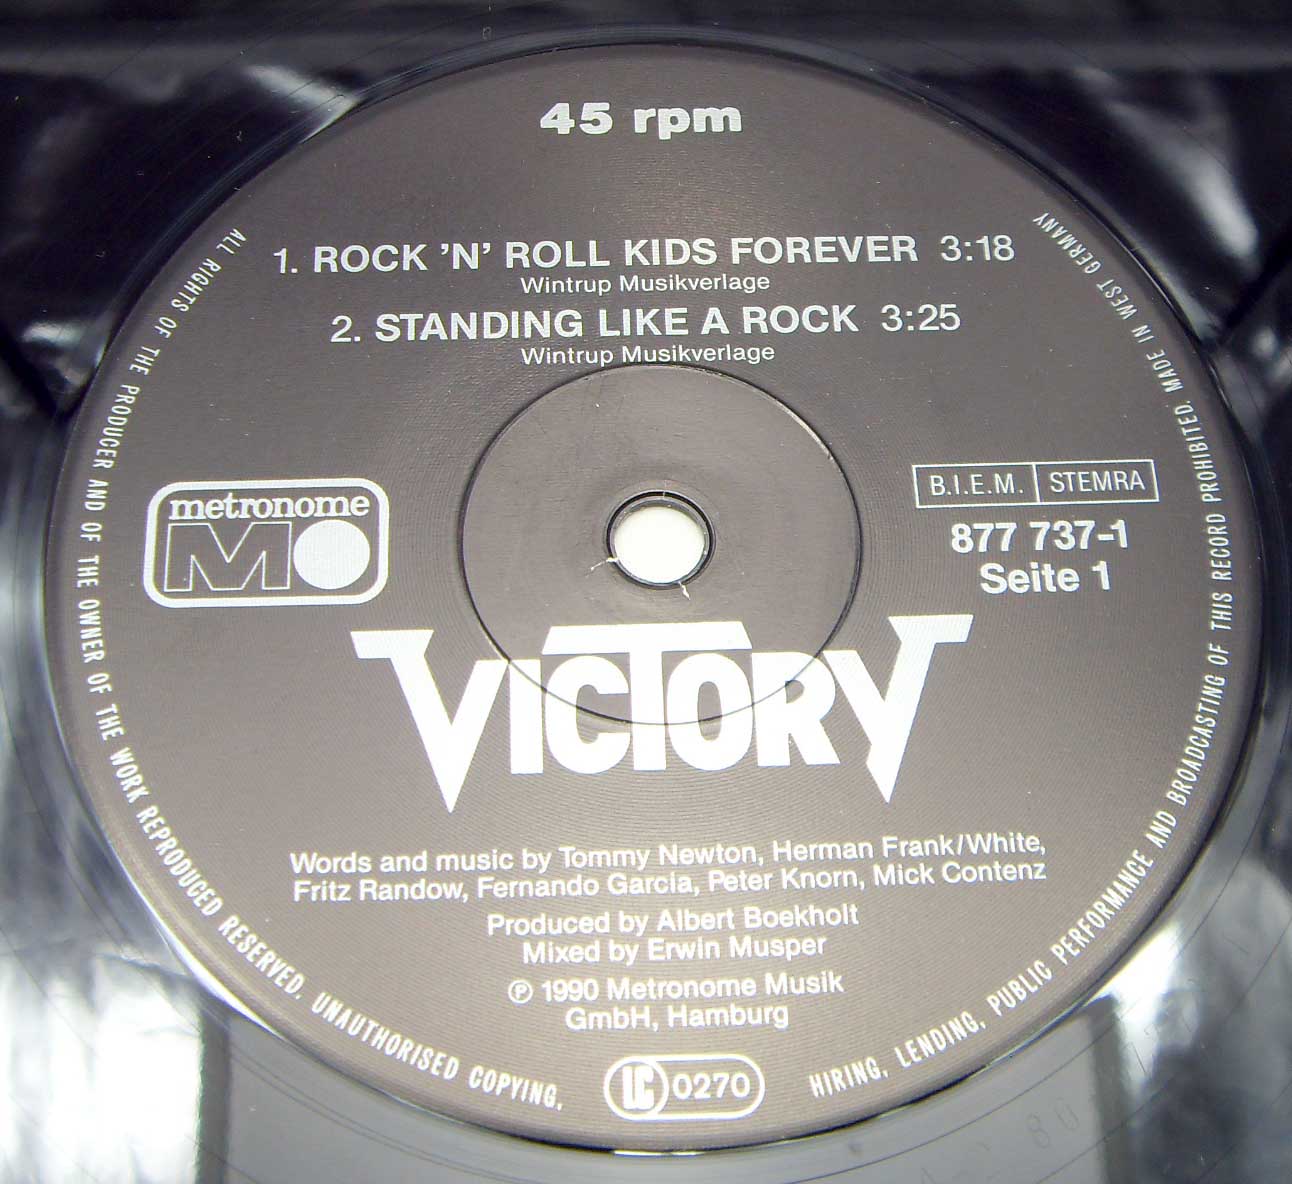 45 rpm
1. ROCK 'N' ROLL KIDS FOREVER 3:18
Wintrup Musikverlage
2. STANDING LIKE A ROCK 3:25
Wintrup Musikverlage
metronome
MO
B.I.E.M. STEMRA
877 737-1
Seite 1
VICTORY
Words and music by Tommy Newton, Herman Frank/White,
Fritz Randow, Fernando Garcia, Peter Knorn, Mick Contenz
Produced by Albert Boekholt
Mixed by Erwin Musper
℗ 1990 Metronome Musik
GmbH, Hamburg
LC 0270
ALL RIGHTS OF THE PRODUCER AND OF THE OWNER OF THE WORK REPRODUCED RESERVED. UNAUTHORISED COPYING, HIRING, LENDING, PUBLIC PERFORMANCE AND BROADCASTING OF THIS RECORD PROHIBITED. MADE IN WEST GERMANY